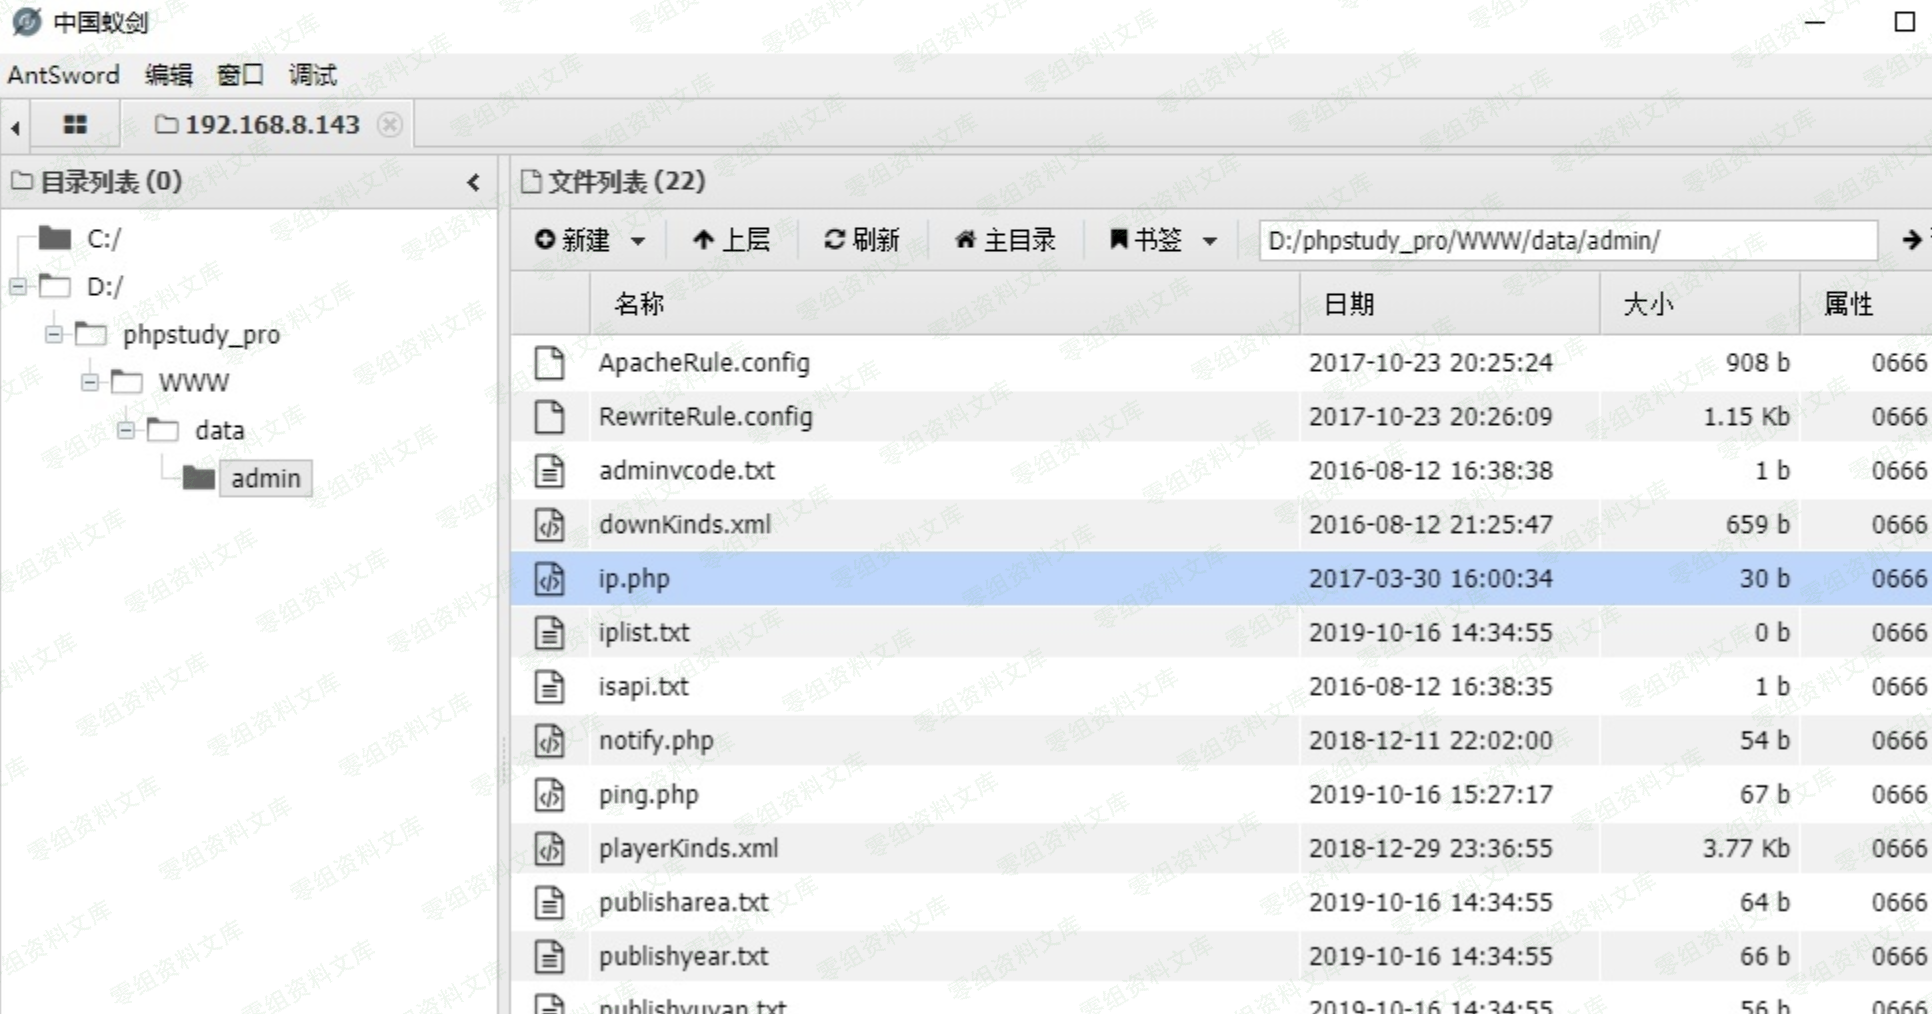 中国蚁剑
AntSword 编辑 窗口 调试
192.168.8.143
目录列表 (0)
C:/
D:/
phpstudy_pro
WWW
data
admin
文件列表 (22)
新建 上层 刷新 主目录 书签 D:/phpstudy_pro/WWW/data/admin/
名称 日期 大小 属性
ApacheRule.config 2017-10-23 20:25:24 908 b 0666
RewriteRule.config 2017-10-23 20:26:09 1.15 Kb 0666
adminvcode.txt 2016-08-12 16:38:38 1 b 0666
downKinds.xml 2016-08-12 21:25:47 659 b 0666
ip.php 2017-03-30 16:00:34 30 b 0666
iplist.txt 2019-10-16 14:34:55 0 b 0666
isapi.txt 2016-08-12 16:38:35 1 b 0666
notify.php 2018-12-11 22:02:00 54 b 0666
ping.php 2019-10-16 15:27:17 67 b 0666
playerKinds.xml 2018-12-29 23:36:55 3.77 Kb 0666
publisharea.txt 2019-10-16 14:34:55 64 b 0666
publishyear.txt 2019-10-16 14:34:55 66 b 0666
publishyuyan.txt 2019-10-16 14:34:55 56 b 0666
零组资料文库